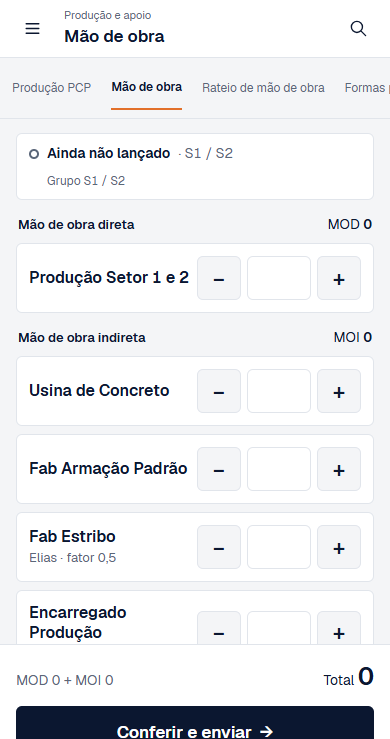 Produção e apoio
Mão de obra
Produção PCP Mão de obra Rateio de mão de obra Formas
Ainda não lançado · S1 / S2
Grupo S1 / S2
Mão de obra direta MOD 0
Produção Setor 1 e 2 − +
Mão de obra indireta MOI 0
Usina de Concreto − +
Fab Armação Padrão − +
Fab Estribo − +
Elias · fator 0,5
Encarregado
Produção − +
MOD 0 + MOI 0 Total 0
Conferir e enviar →